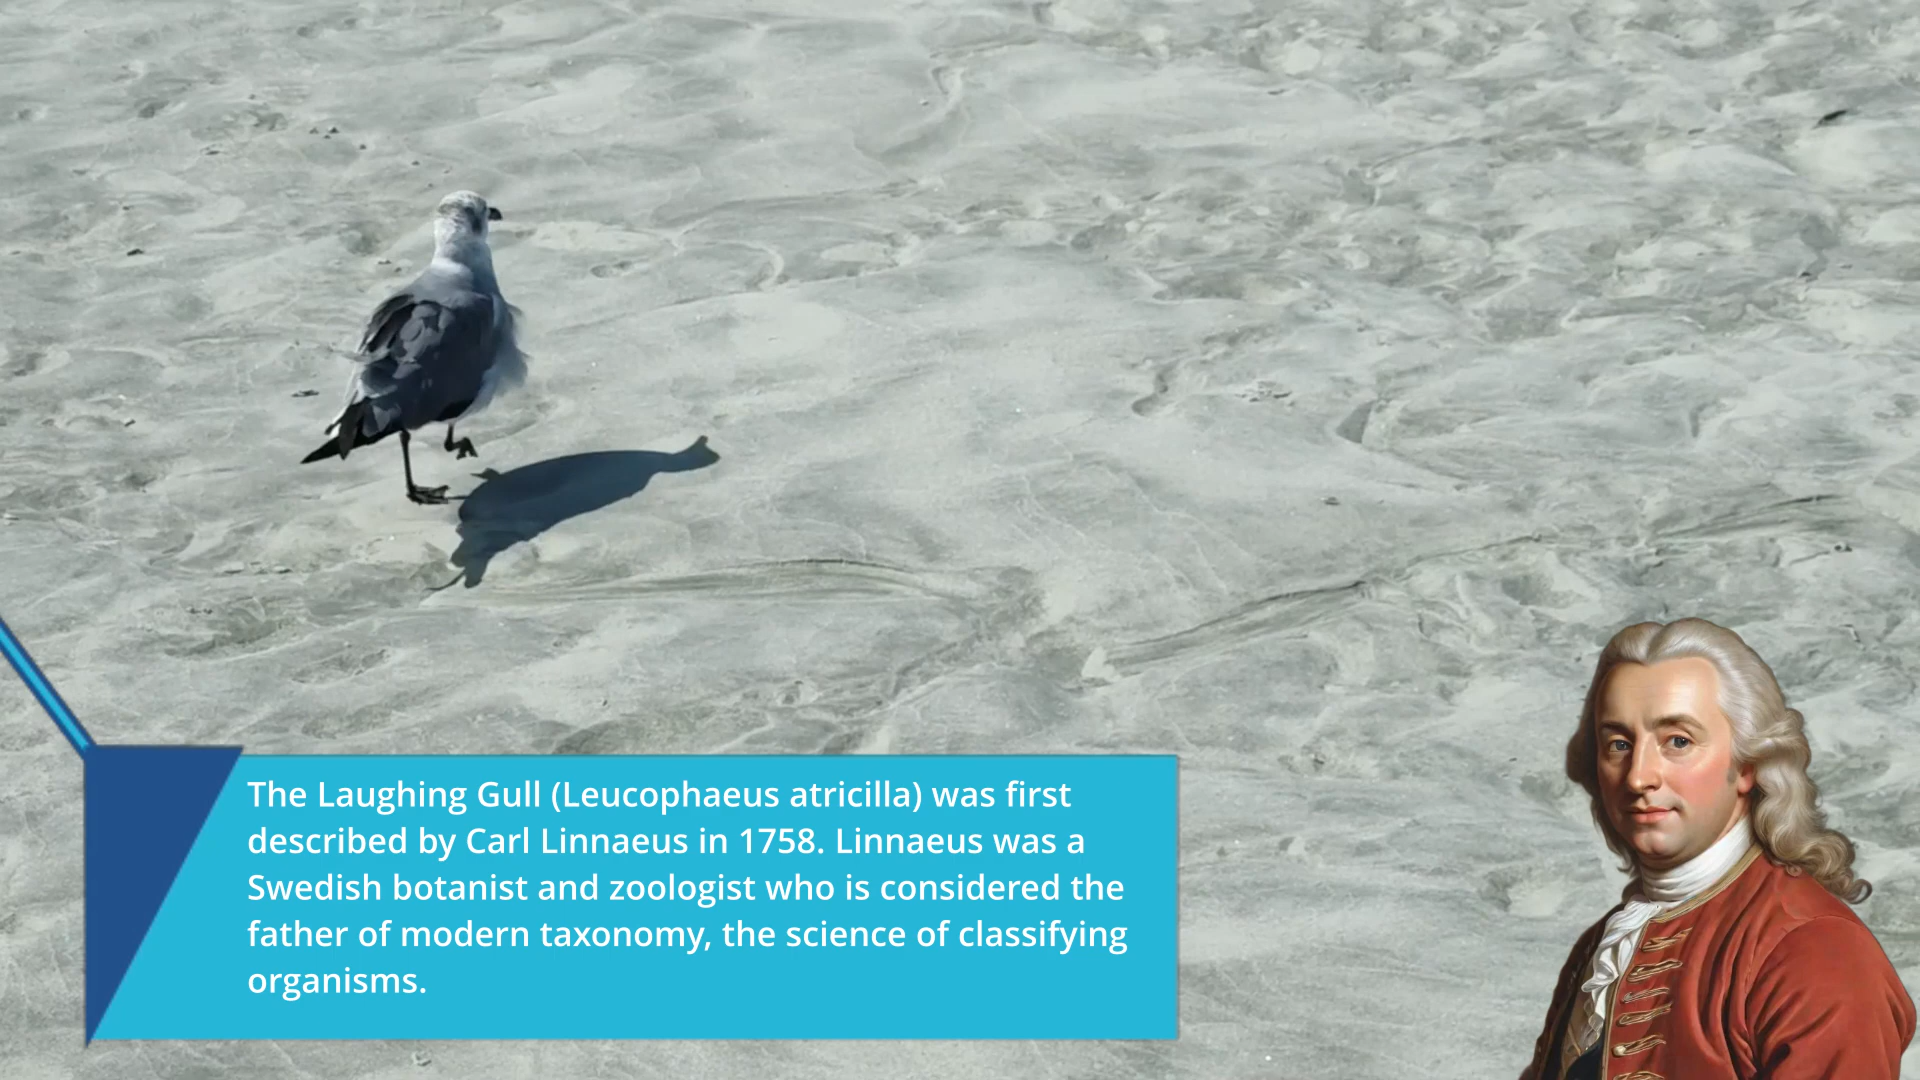 The Laughing Gull (Leucophaeus atricilla) was first
described by Carl Linnaeus in 1758. Linnaeus was a
Swedish botanist and zoologist who is considered the
father of modern taxonomy, the science of classifying
organisms.